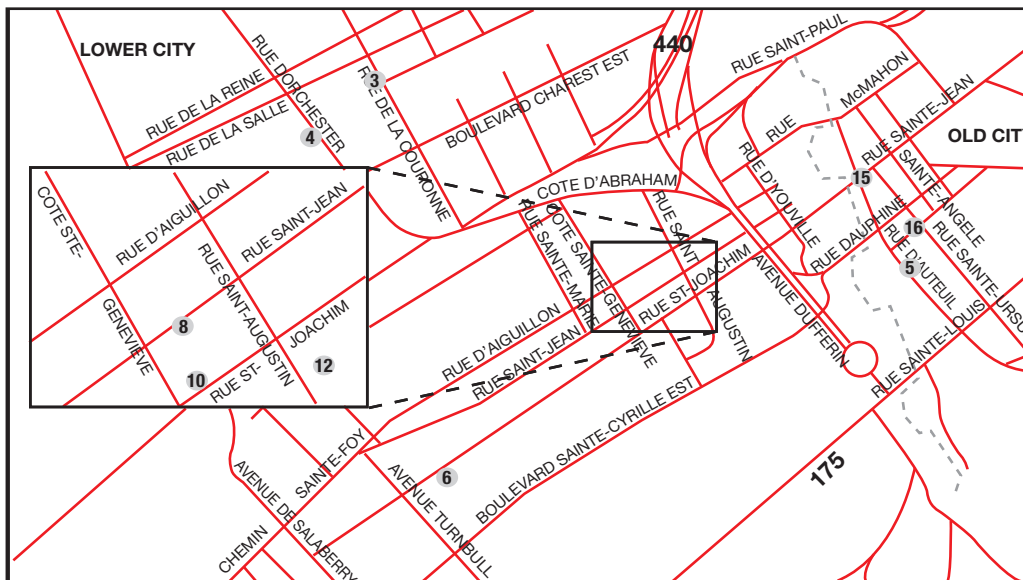 LOWER CITY
RUE DORCHESTER
440
RUE SAINT-PAUL
3
RUE DE LA REINE
RUE DE LA COURONNE
BOULEVARD CHAREST EST
RUE McMAHON
RUE SAINTE-JEAN
4
RUE DE LA SALLE
OLD CIT
COTE STE-
GENEVIEVE
RUE D'AIGUILLON
RUE SAINT-JEAN
RUE SAINT-AUGUSTIN
8
10
RUE ST-
JOACHIM
12
COTE D'ABRAHAM
RUE SAINTE-MARIE
COTE SAINTE-GENEVIEVE
RUE SAINT
AUGUSTIN
RUE ST-JOACHIM
RUE D'YOUVILLE
15
SAINTE-ANGELE
16
RUE DAUPHINE
RUE D'AUTEUIL
5
RUE SAINTE-URSU
AVENUE DUFFERIN
RUE SAINTE-LOUIS
RUE D'AIGUILLON
RUE SAINT-JEAN
BOULEVARD SAINTE-CYRILLE EST
175
6
CHEMIN SAINTE-FOY
AVENUE DE SALABERRY
AVENUE TURNBULL